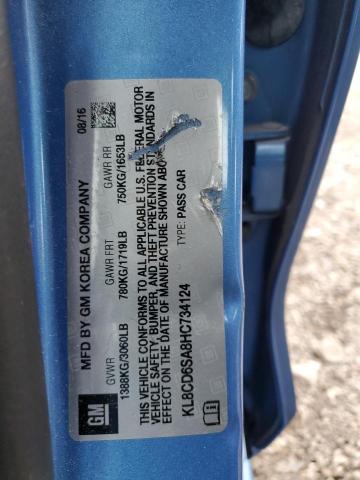 GM
MFD BY GM KOREA COMPANY 08/16
GVWR GAWR FRT GAWR RR
1388KG/3060LB 780KG/1719LB 750KG/1653LB
THIS VEHICLE CONFORMS TO ALL APPLICABLE U.S. FEDERAL MOTOR
VEHICLE SAFETY, BUMPER, AND THEFT PREVENTION STANDARDS IN
EFFECT ON THE DATE OF MANUFACTURE SHOWN ABOVE
KL8CD6SA8HC734124 TYPE: PASS CAR